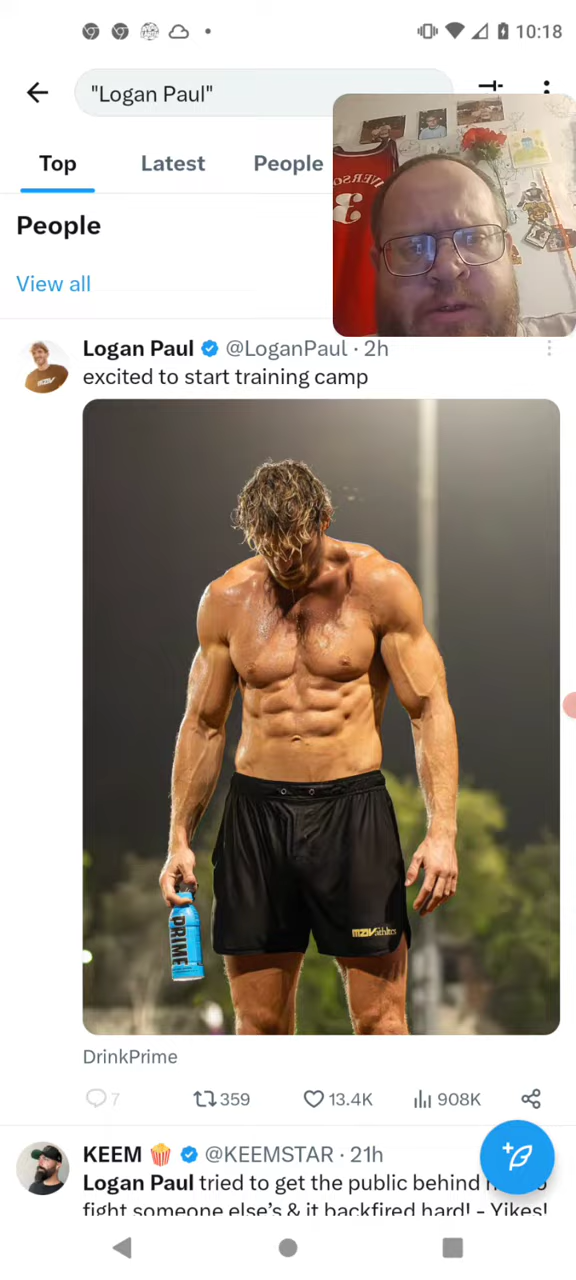 10:18
"Logan Paul"
Top Latest People
People
View all
Logan Paul @LoganPaul · 2h
excited to start training camp
IVERSON
3
PRIME
DrinkPrime
7 359 13.4K 908K
KEEM 🍿 @KEEMSTAR · 21h
Logan Paul tried to get the public behind
fight someone else's & it backfired hard! - Yikes!